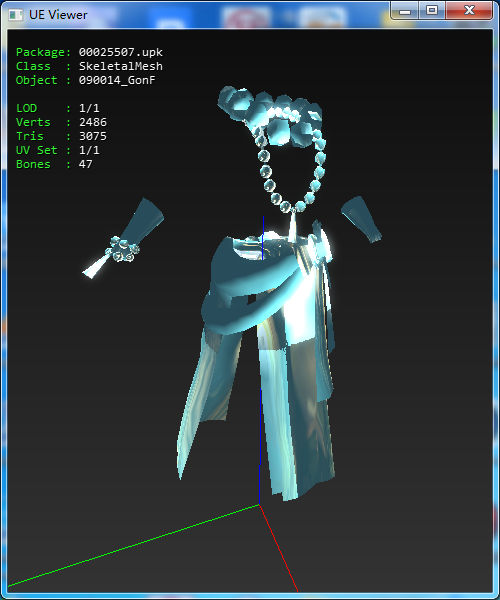 UE Viewer
Package: 00025507.upk
Class  : SkeletalMesh
Object : 090014_GonF
LOD    : 1/1
Verts  : 2486
Tris   : 3075
UV Set : 1/1
Bones  : 47